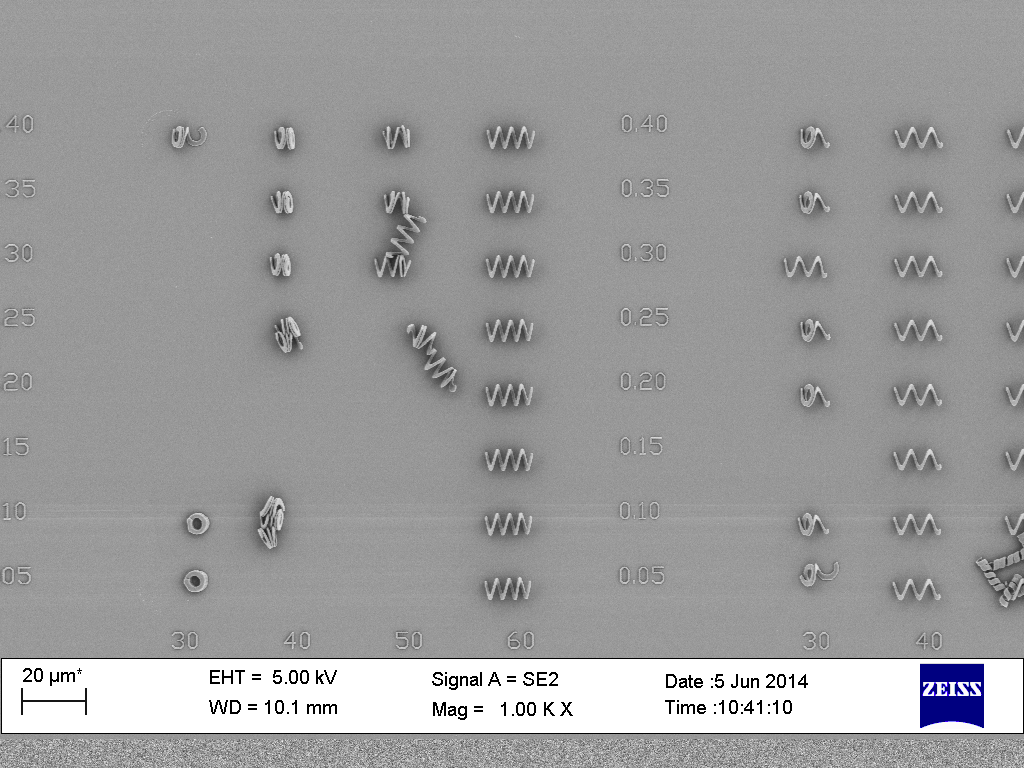 40 0.40
35 0.35
30 0.30
25 0.25
20 0.20
15 0.15
10 0.10
05 0.05
30 40 50 60 30 40
20 µm*
EHT = 5.00 kV
WD = 10.1 mm
Signal A = SE2
Mag = 1.00 K X
Date :5 Jun 2014
Time :10:41:10
ZEISS